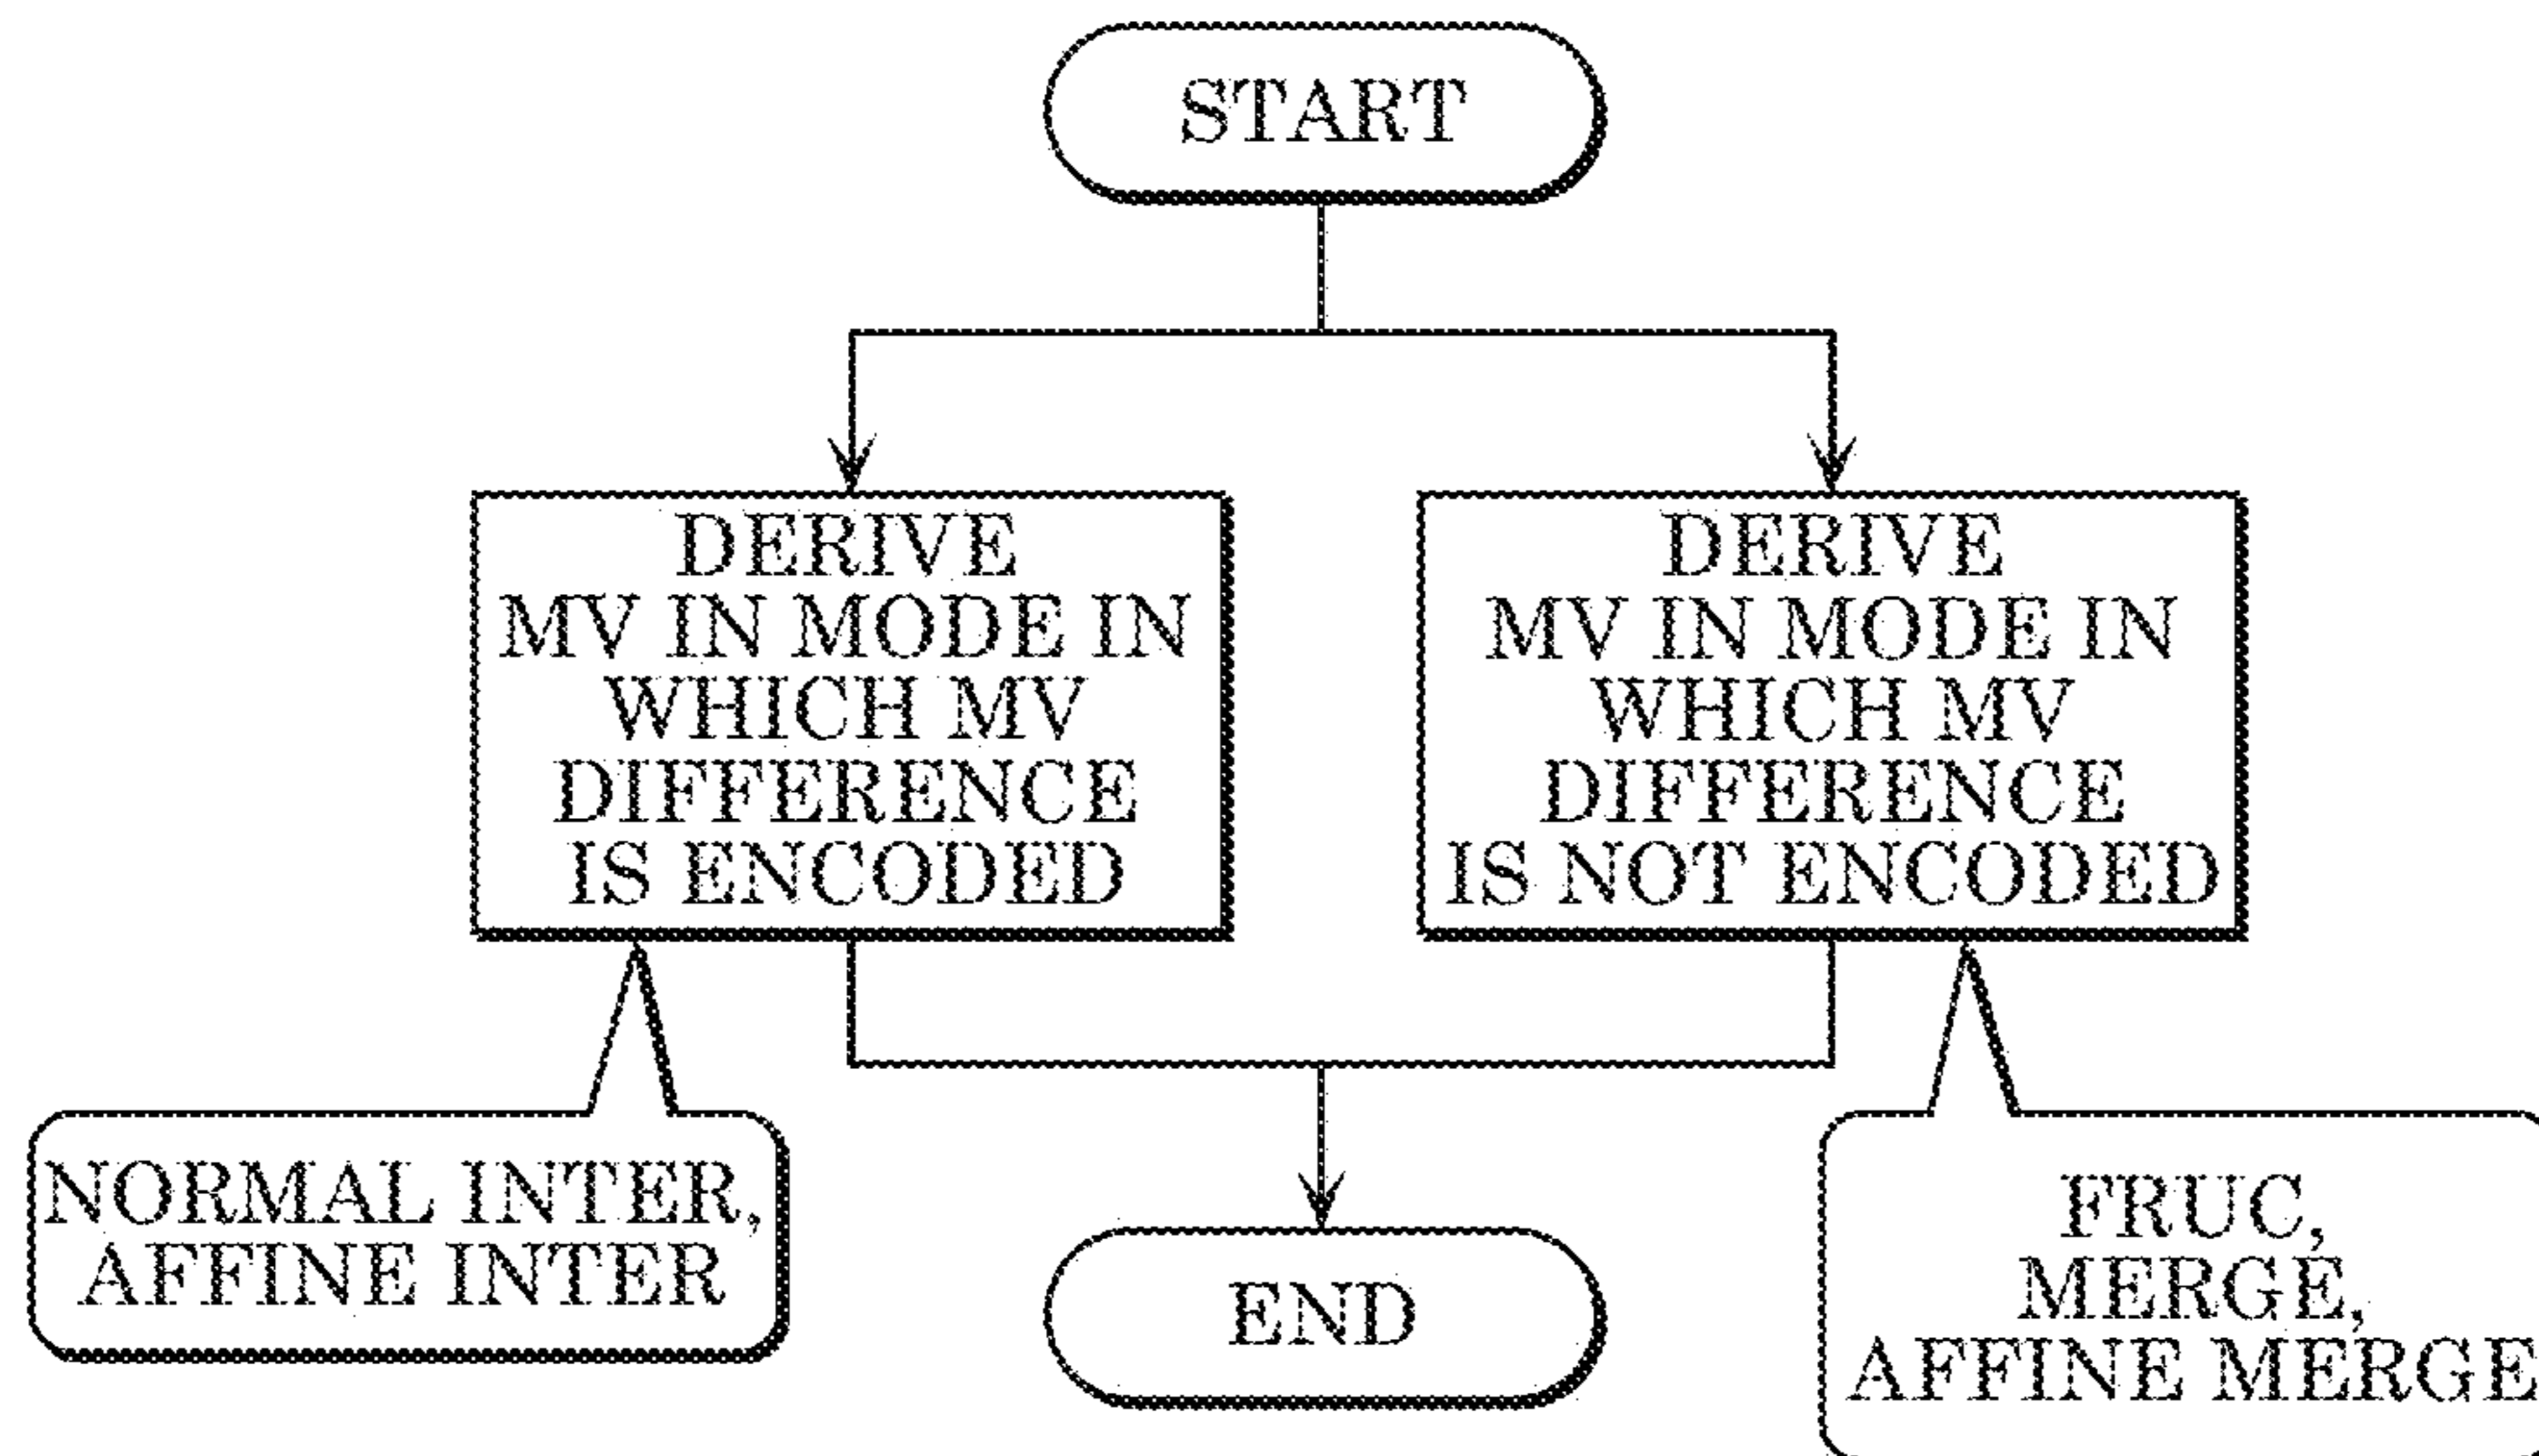 START
DERIVE
MV IN MODE IN
WHICH MV
DIFFERENCE
IS ENCODED
DERIVE
MV IN MODE IN
WHICH MV
DIFFERENCE
IS NOT ENCODED
NORMAL INTER,
AFFINE INTER
END
FRUC,
MERGE,
AFFINE MERGE